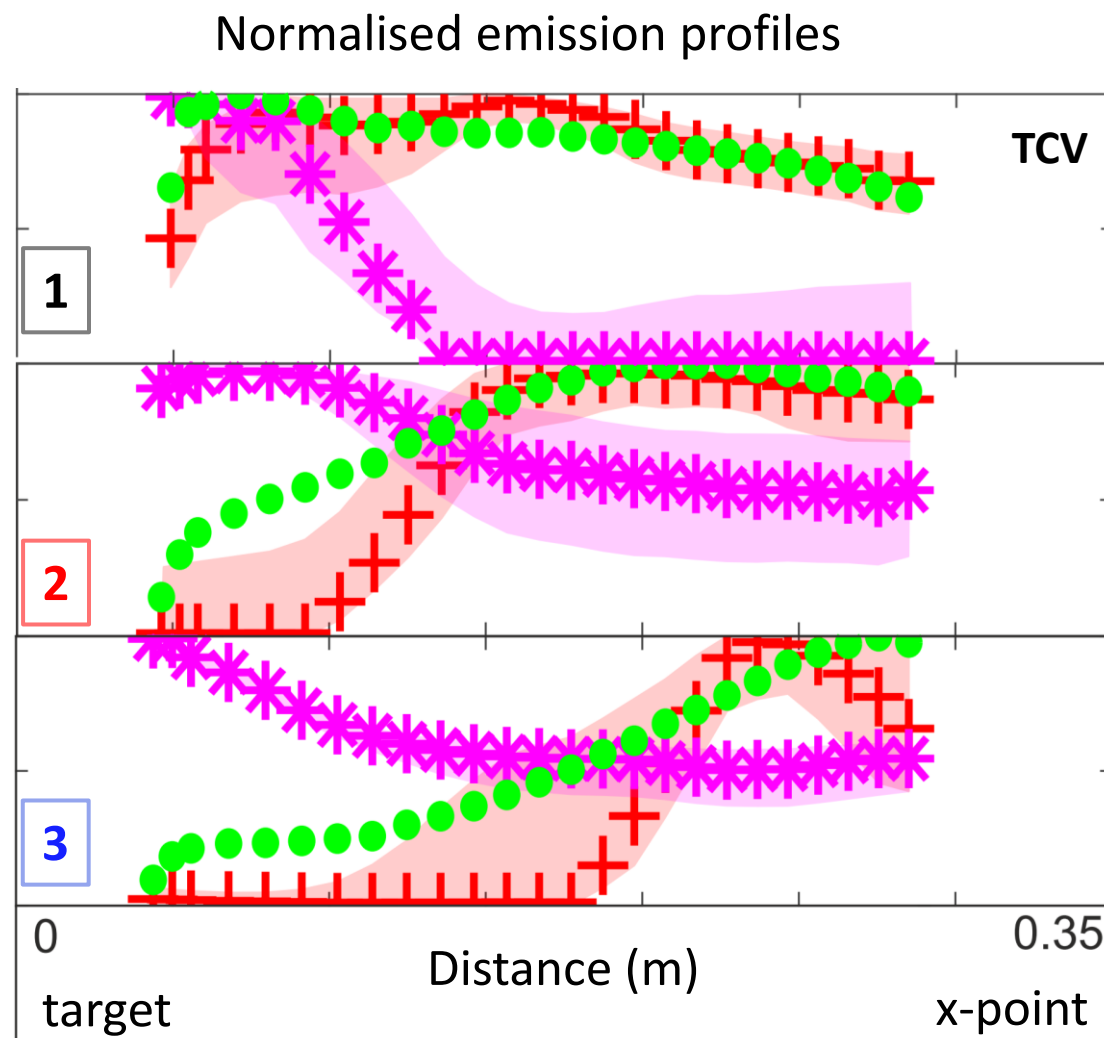 Normalised emission profiles
TCV
1
2
3
0
0.35
Distance (m)
target
x-point